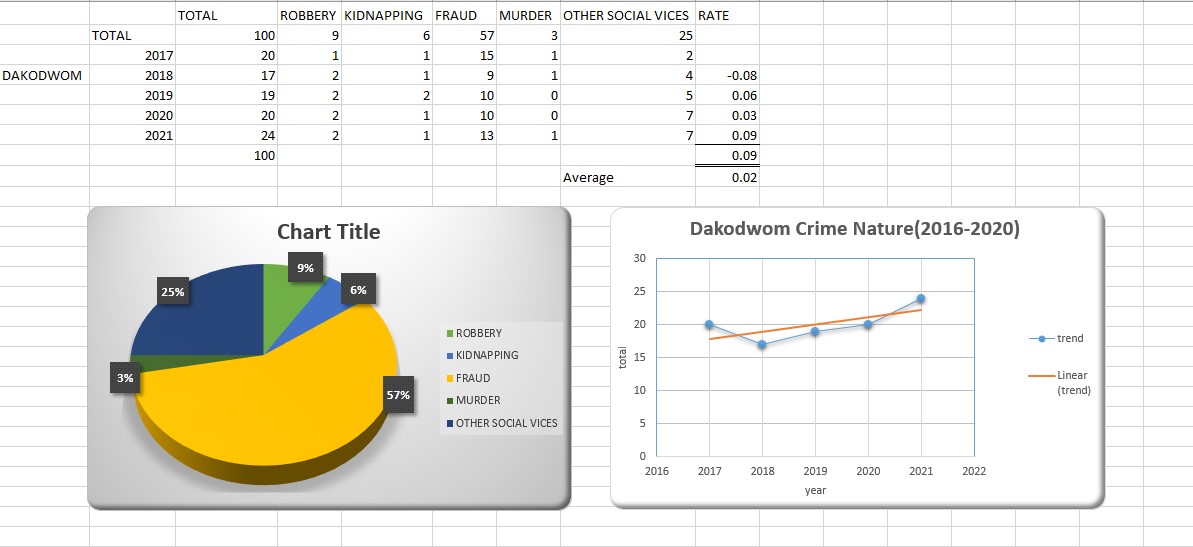 TOTAL ROBBERY KIDNAPPING FRAUD MURDER OTHER SOCIAL VICES RATE
TOTAL 100 9 6 57 3 25
2017 20 1 1 15 1 2
DAKODWOM 2018 17 2 1 9 1 4 -0.08
2019 19 2 2 10 0 5 0.06
2020 20 2 1 10 0 7 0.03
2021 24 2 1 13 1 7 0.09
100 0.09
Average 0.02
Chart Title
9%
6%
25%
3%
57%
ROBBERY
KIDNAPPING
FRAUD
MURDER
OTHER SOCIAL VICES
Dakodwom Crime Nature(2016-2020)
30
25
20
15
10
5
0
total
2016 2017 2018 2019 2020 2021 2022
year
trend
Linear
(trend)